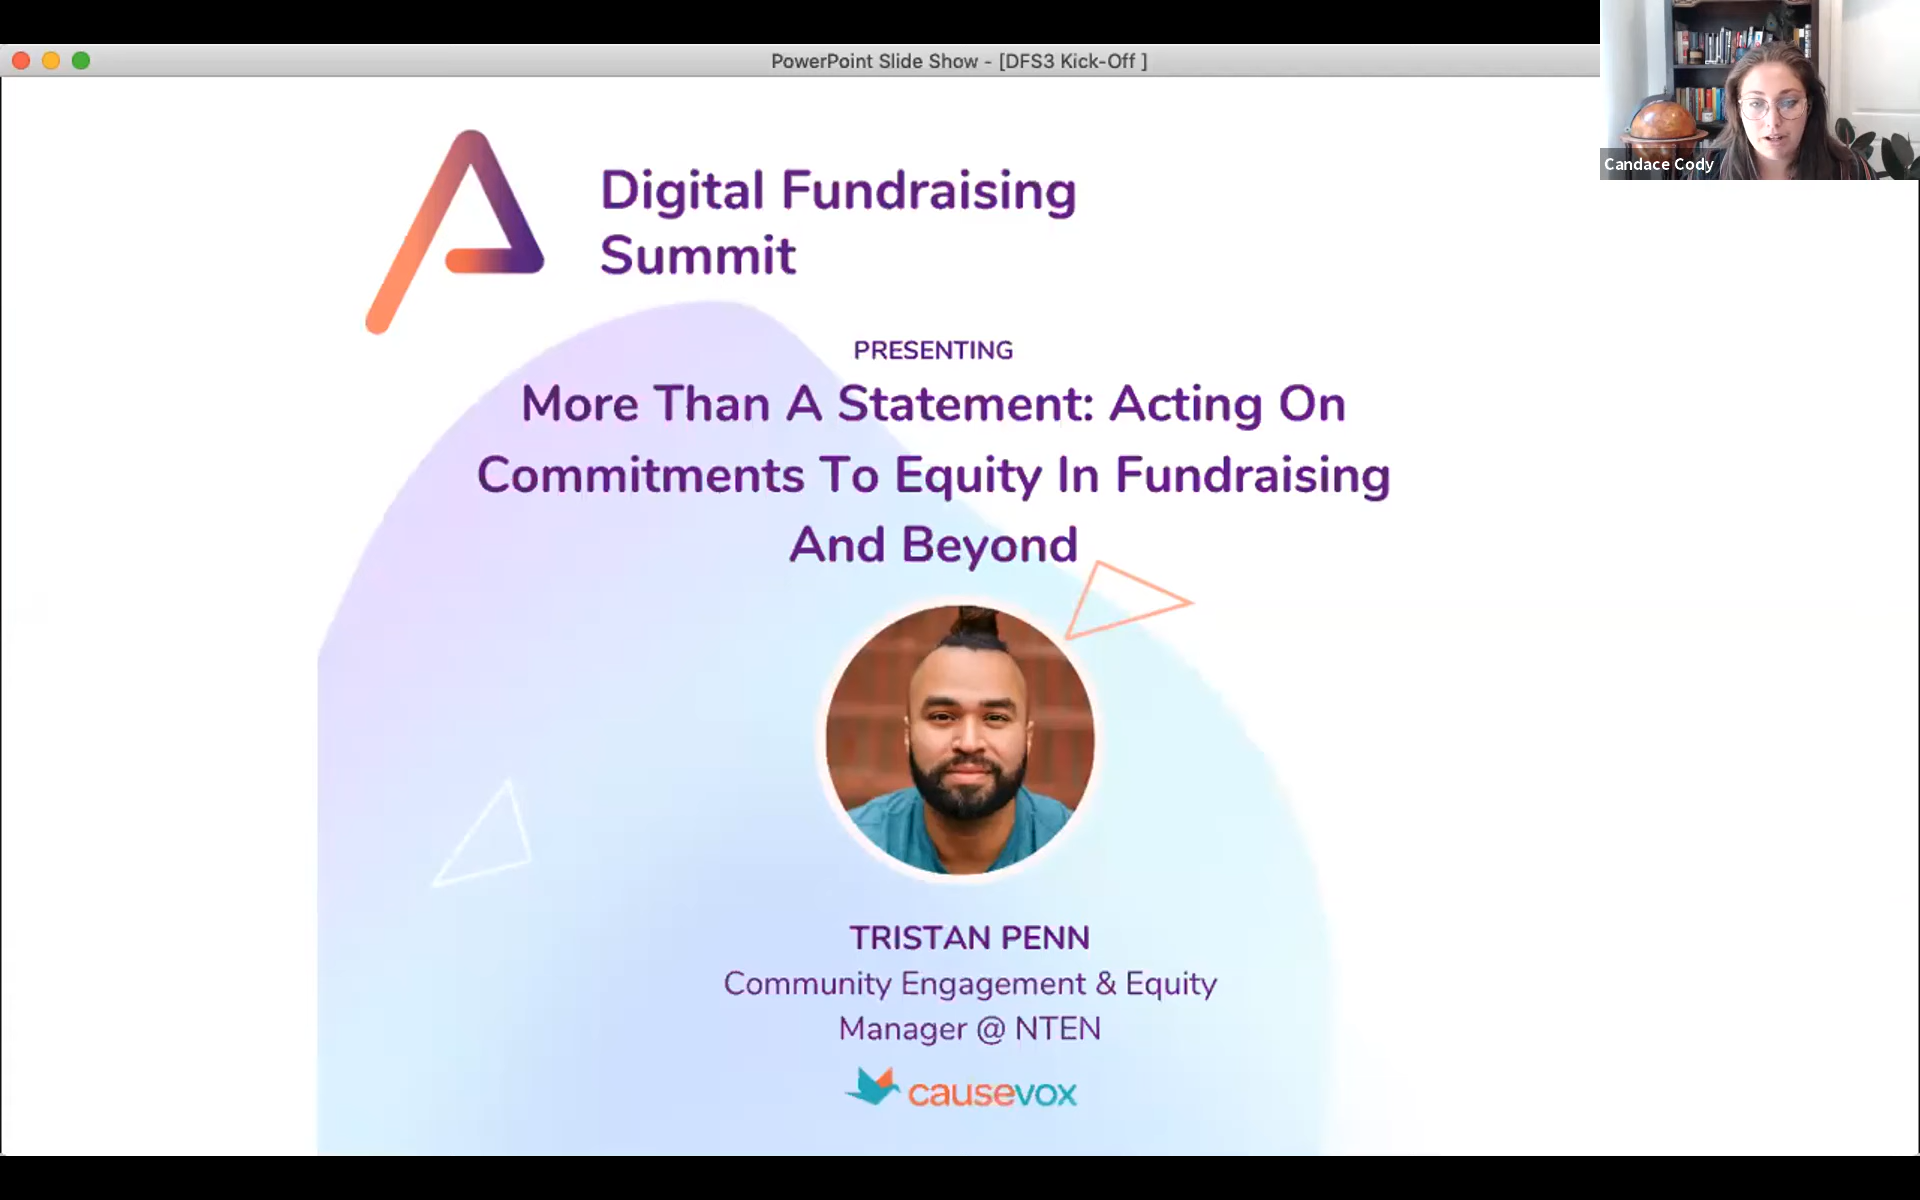 PowerPoint Slide Show - [DFS3 Kick-Off ]
Candace Cody
Digital Fundraising
Summit
PRESENTING
More Than A Statement: Acting On
Commitments To Equity In Fundraising
And Beyond
TRISTAN PENN
Community Engagement & Equity
Manager @ NTEN
causevox